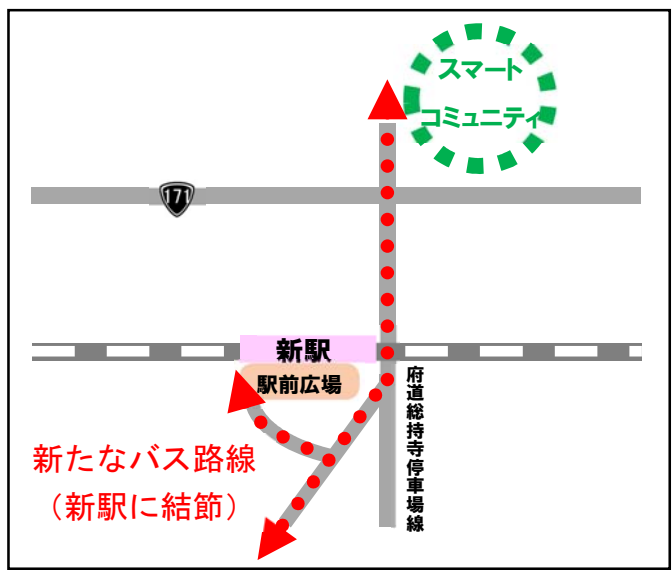 スマート
コミュニティ
171
新駅
駅前広場
府道総持寺停車場線
新たなバス路線
（新駅に結節）